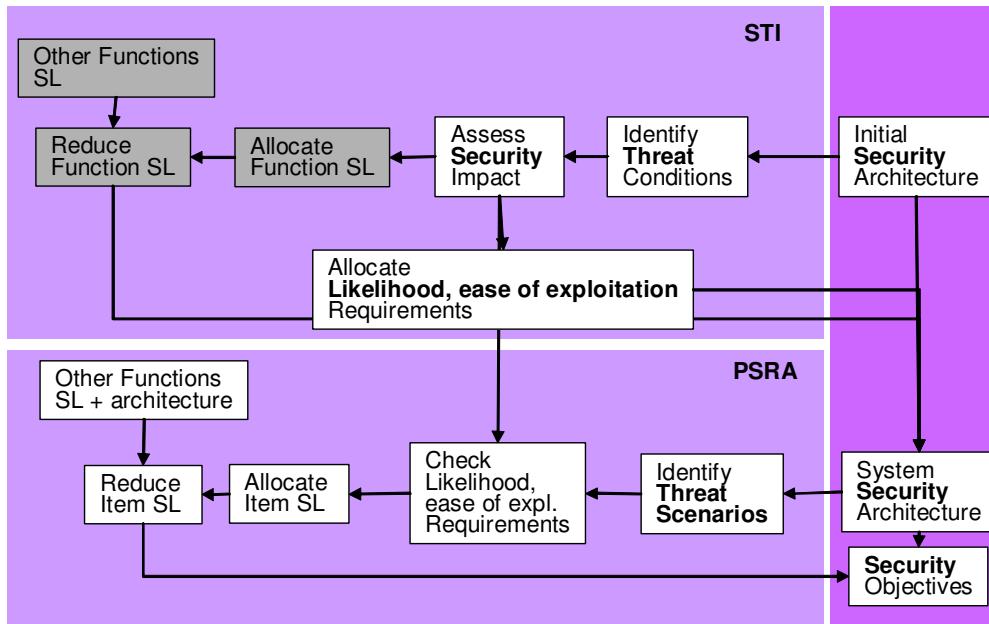 STI
Other Functions
SL
Reduce
Function SL
Allocate
Function SL
Assess
Security
Impact
Identify
Threat
Conditions
Initial
Security
Architecture
Allocate
Likelihood, ease of exploitation
Requirements
PSRA
Other Functions
SL + architecture
Reduce
Item SL
Allocate
Item SL
Check
Likelihood,
ease of expl.
Requirements
Identify
Threat
Scenarios
System
Security
Architecture
Security
Objectives